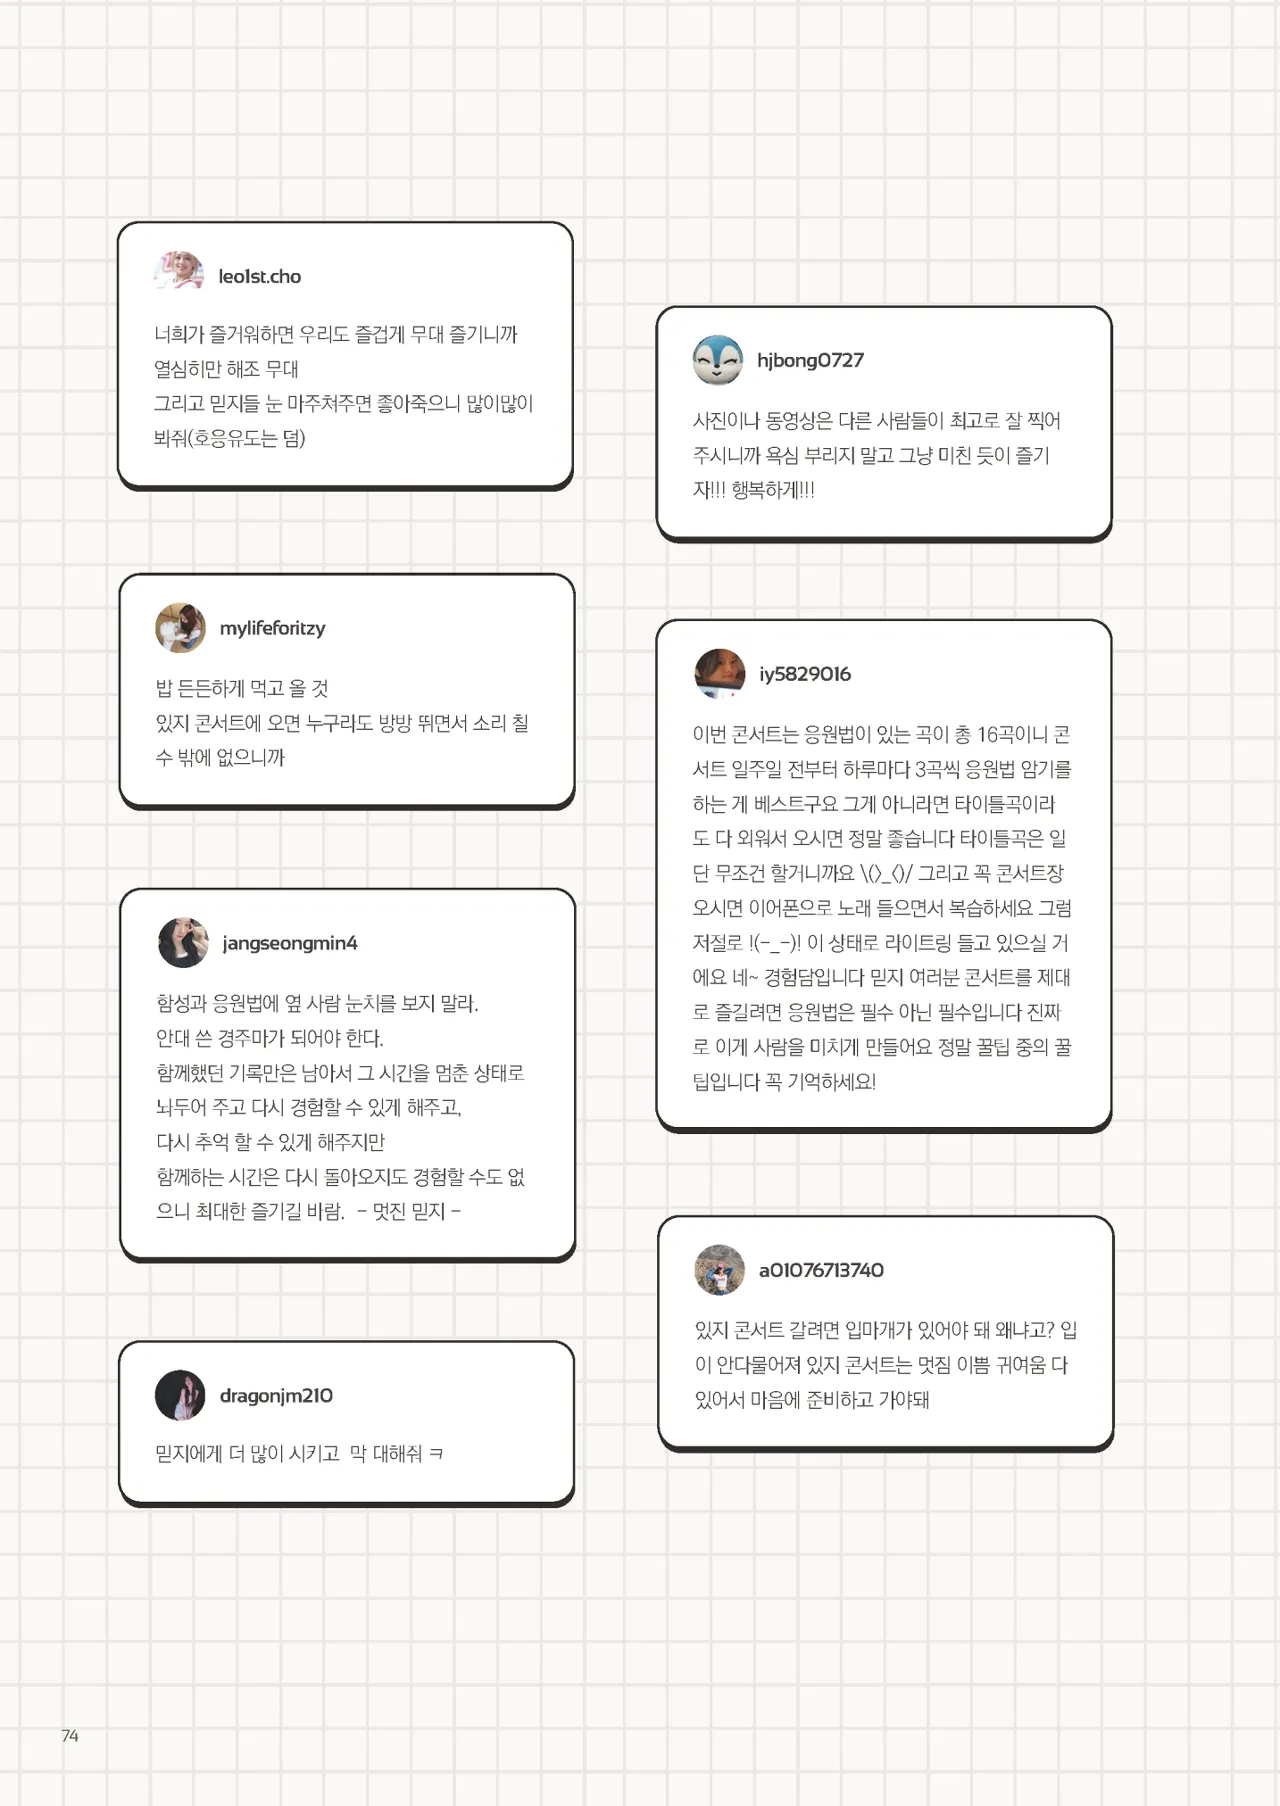 leo1st.cho
너희가 즐거워하면 우리도 즐겁게 무대 즐기니까
열심히만 해조 무대
그리고 믿지들 눈 마주쳐주면 좋아죽으니 많이많이
봐줘(호응유도는 덤)
mylifeforitzy
밥 든든하게 먹고 올 것
있지 콘서트에 오면 누구라도 방방 뛰면서 소리 칠
수 밖에 없으니까
jangseongmin4
함성과 응원법에 옆 사람 눈치를 보지 말라.
안대 쓴 경주마가 되어야 한다.
함께했던 기록만은 남아서 그 시간을 멈춘 상태로
놔두어 주고 다시 경험할 수 있게 해주고,
다시 추억 할 수 있게 해주지만
함께하는 시간은 다시 돌아오지도 경험할 수도 없
으니 최대한 즐기길 바람. - 멋진 믿지 -
dragonjm210
믿지에게 더 많이 시키고 막 대해줘 ㅋ
hjbong0727
사진이나 동영상은 다른 사람들이 최고로 잘 찍어
주시니까 욕심 부리지 말고 그냥 미친 듯이 즐기
자!!! 행복하게!!!
iy5829016
이번 콘서트는 응원법이 있는 곡이 총 16곡이니 콘
서트 일주일 전부터 하루마다 3곡씩 응원법 암기를
하는 게 베스트구요 그게 아니라면 타이틀곡이라
도 다 외워서 오시면 정말 좋습니다 타이틀곡은 일
단 무조건 할거니까요 \(>_<)/ 그리고 꼭 콘서트장
오시면 이어폰으로 노래 들으면서 복습하세요 그럼
저절로 !(-_-)! 이 상태로 라이트링 들고 있으실 거
에요 네~ 경험담입니다 믿지 여러분 콘서트를 제대
로 즐길려면 응원법은 필수 아닌 필수입니다 진짜
로 이게 사람을 미치게 만들어요 정말 꿀팁 중의 꿀
팁입니다 꼭 기억하세요!
a01076713740
있지 콘서트 갈려면 입마개가 있어야 돼 왜냐고? 입
이 안다물어져 있지 콘서트는 멋짐 이쁨 귀여움 다
있어서 마음에 준비하고 가야돼
74